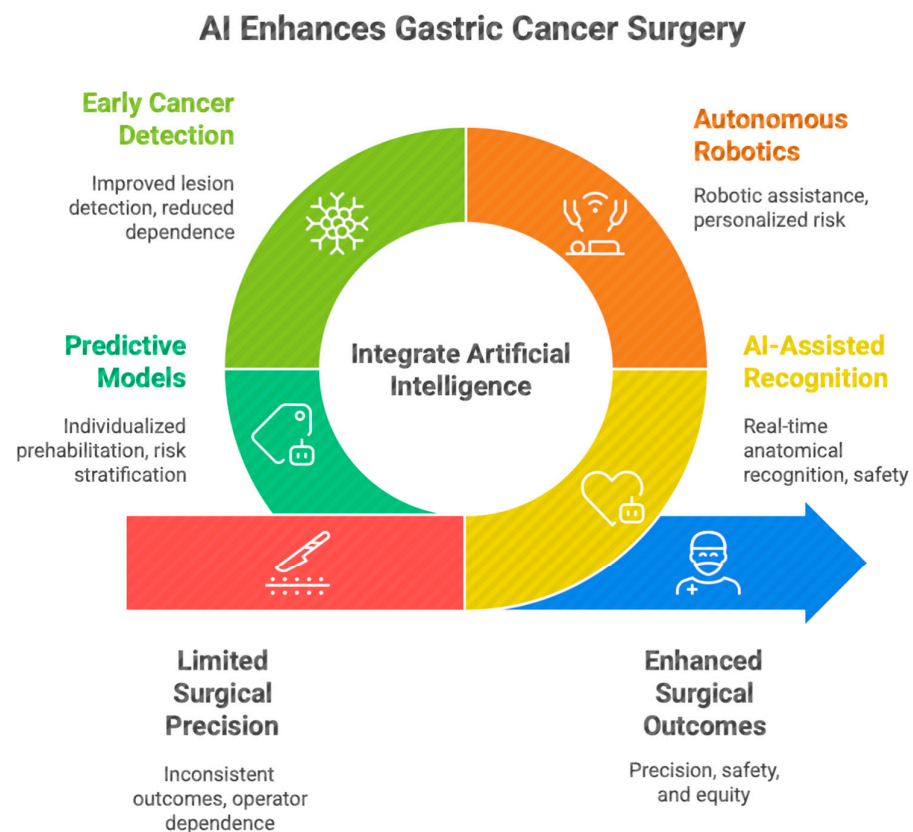 AI Enhances Gastric Cancer Surgery
Early Cancer
Detection
Improved lesion
detection, reduced
dependence
Autonomous
Robotics
Robotic assistance,
personalized risk
Predictive
Models
Individualized
prehabilitation, risk
stratification
Integrate Artificial
Intelligence
AI-Assisted
Recognition
Real-time
anatomical
recognition, safety
Limited
Surgical
Precision
Inconsistent
outcomes, operator
dependence
Enhanced
Surgical
Outcomes
Precision, safety,
and equity